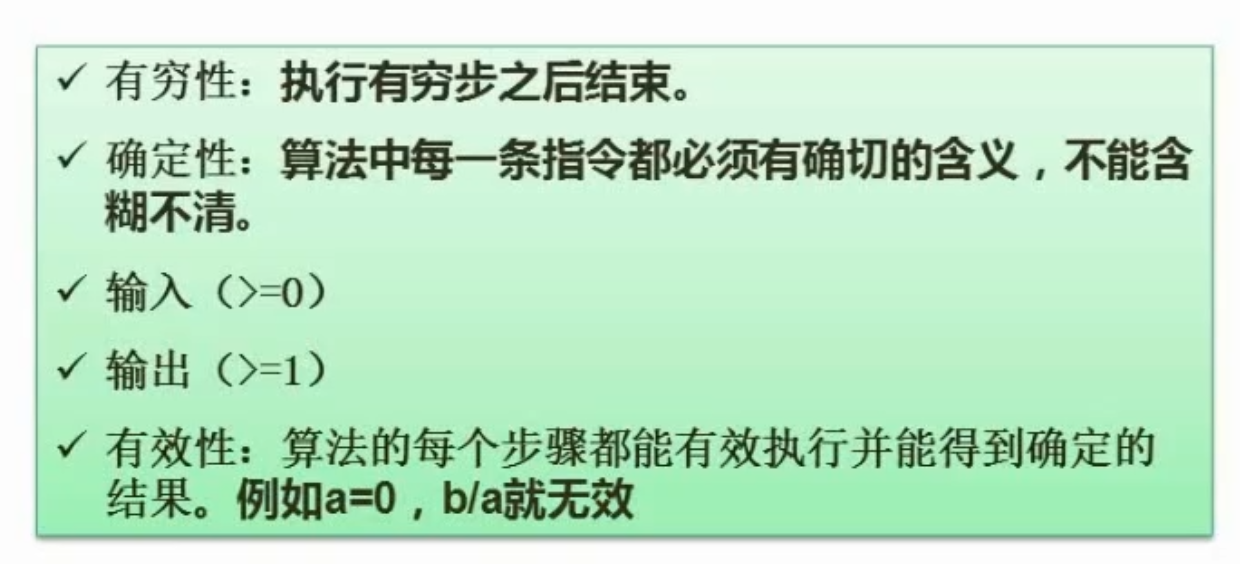 ✓ 有穷性：执行有穷步之后结束。
✓ 确定性：算法中每一条指令都必须有确切的含义，不能含
糊不清。
✓ 输入（>=0）
✓ 输出（>=1）
✓ 有效性：算法的每个步骤都能有效执行并能得到确定的
结果。例如a=0，b/a就无效